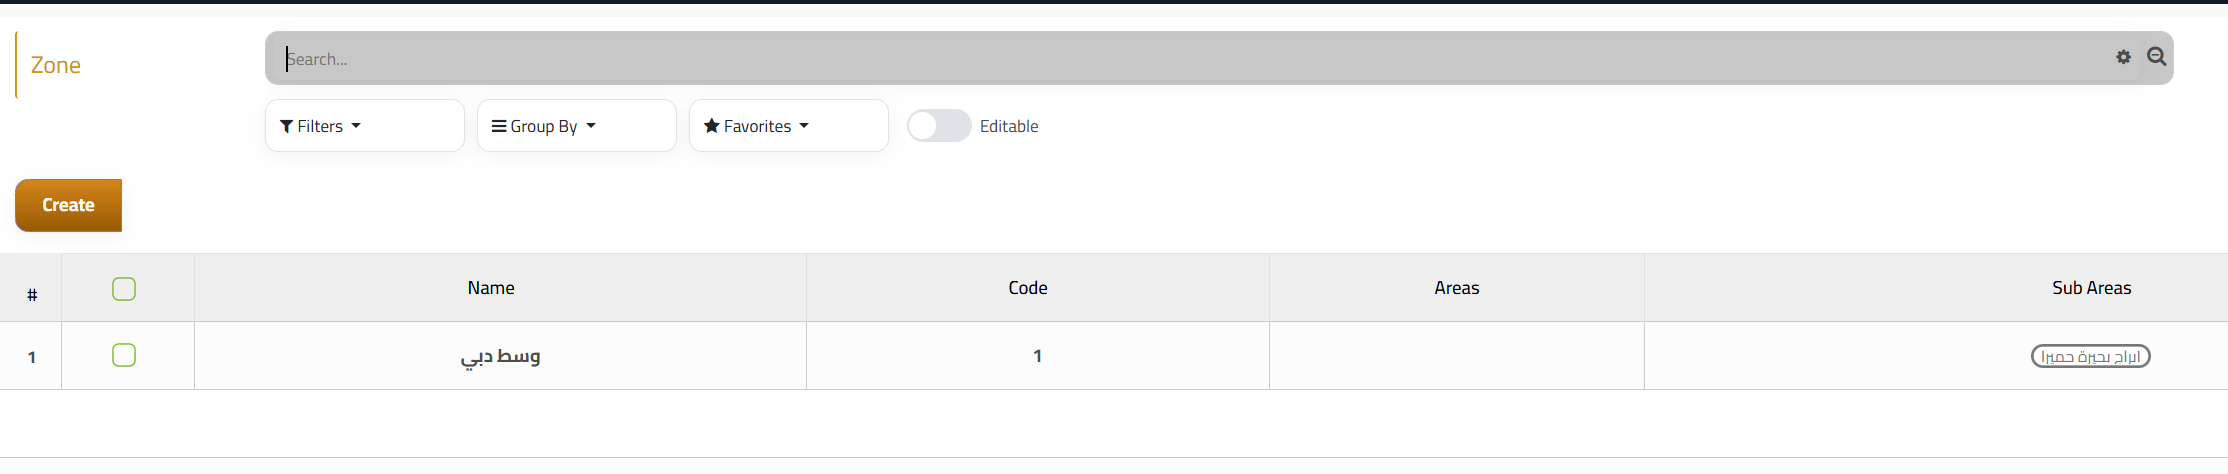 Zone
Search...
Filters Group By Favorites Editable
Create
# Name Code Areas Sub Areas
1 وسط دبي 1 ابراج بحيرة جميرا